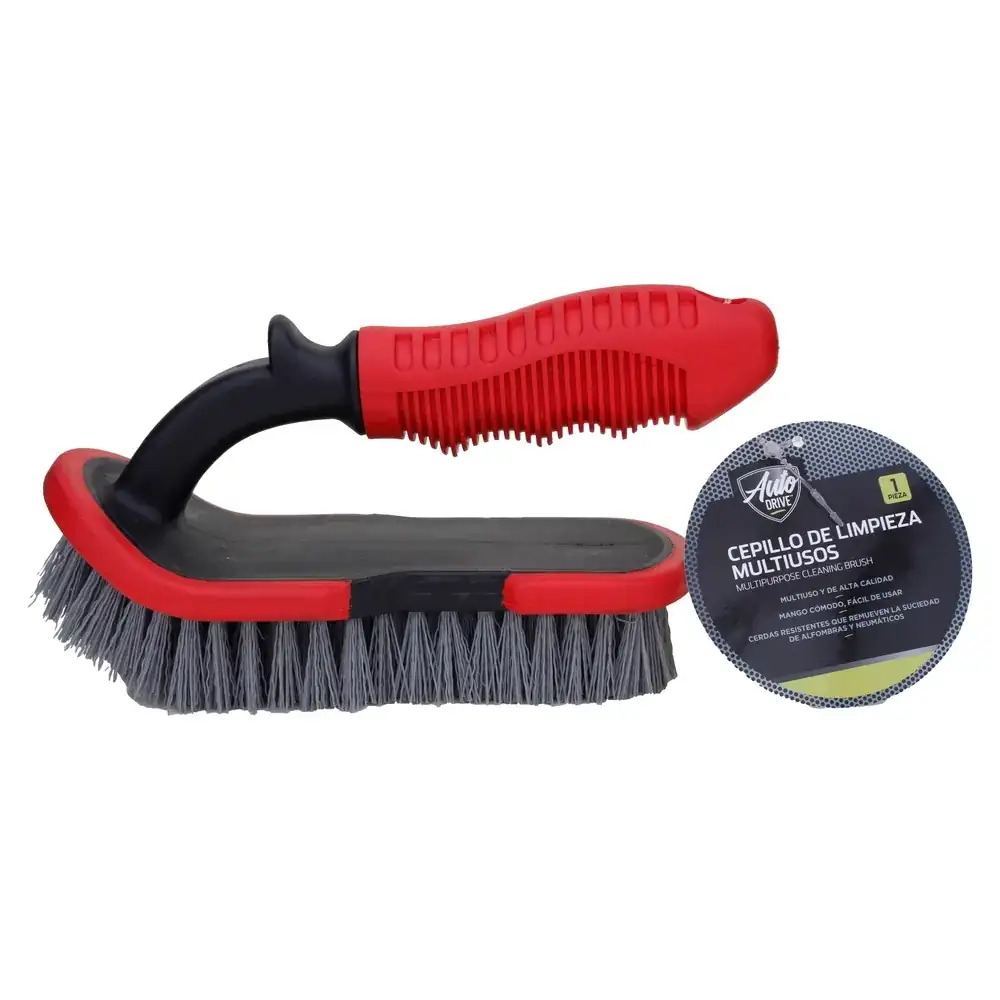 Auto
DRIVE
1
PIEZA
CEPILLO DE LIMPIEZA
MULTIUSOS
MULTIPURPOSE CLEANING BRUSH
MULTIUSO Y DE ALTA CALIDAD
MANGO CÓMODO, FÁCIL DE USAR
CERDAS RESISTENTES QUE REMUEVEN LA SUCIEDAD
DE ALFOMBRAS Y NEUMÁTICOS